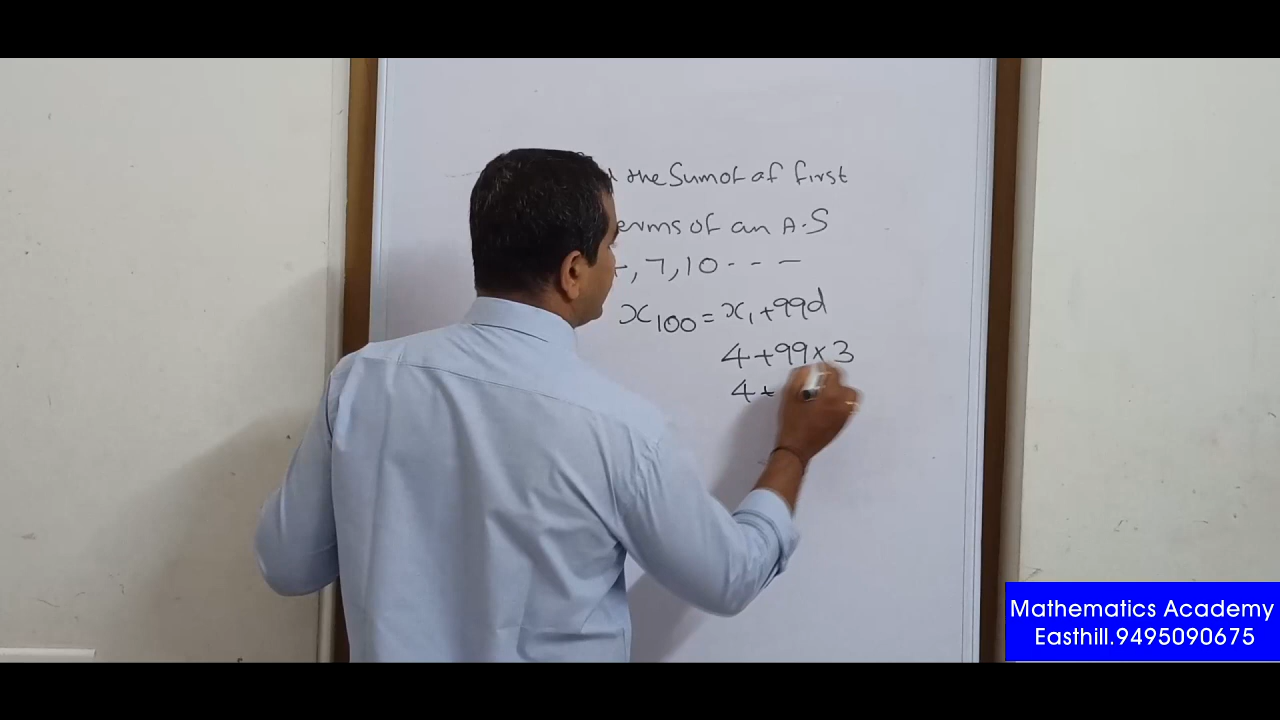 the Sumof of first
erms of an A.S
, 7, 10 - - -
x₁₀₀ = x₁ + 99d
4 + 99 × 3
4 +
Mathematics Academy
Easthill.9495090675